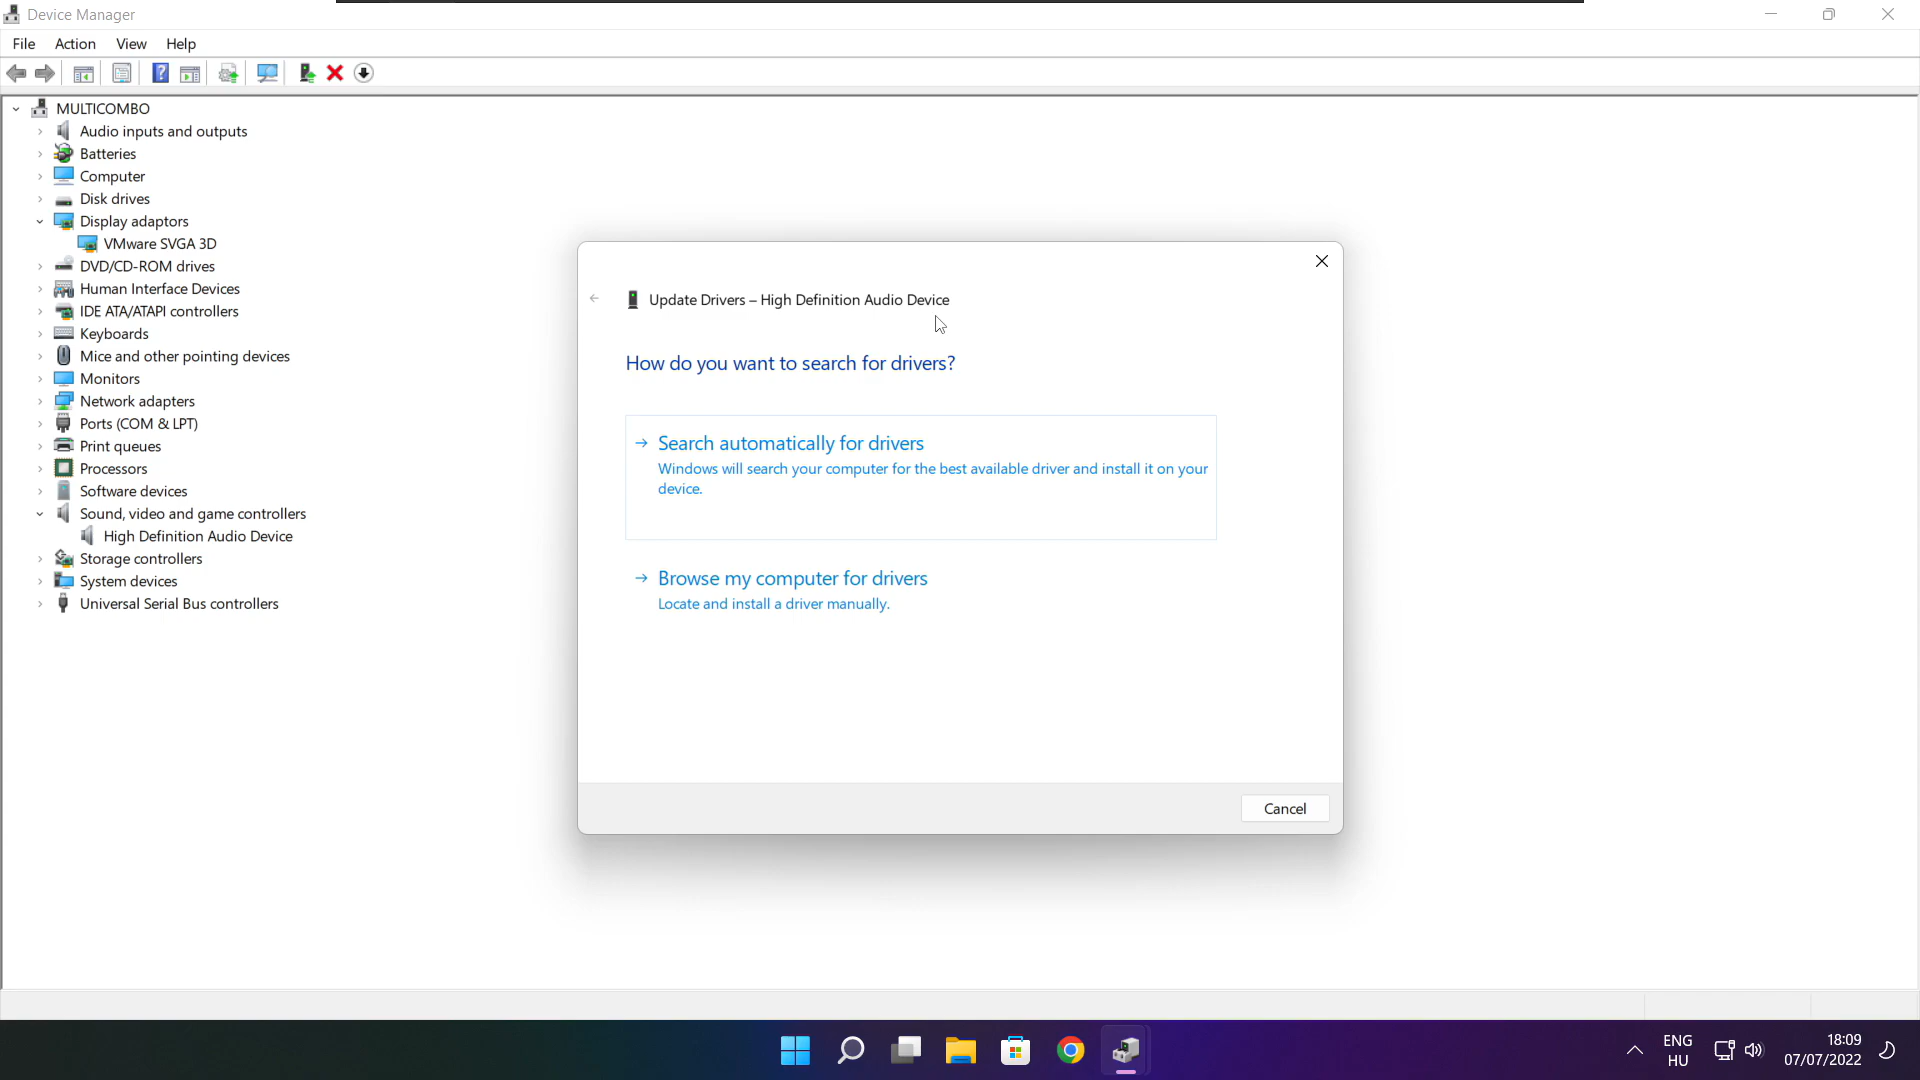 Device Manager
File Action View Help
MULTICOMBO
Audio inputs and outputs
Batteries
Computer
Disk drives
Display adaptors
VMware SVGA 3D
DVD/CD-ROM drives
Human Interface Devices
IDE ATA/ATAPI controllers
Keyboards
Mice and other pointing devices
Monitors
Network adapters
Ports (COM & LPT)
Print queues
Processors
Software devices
Sound, video and game controllers
High Definition Audio Device
Storage controllers
System devices
Universal Serial Bus controllers
Update Drivers – High Definition Audio Device
How do you want to search for drivers?
Search automatically for drivers
Windows will search your computer for the best available driver and install it on your
device.
Browse my computer for drivers
Locate and install a driver manually.
Cancel
ENG
HU
18:09
07/07/2022